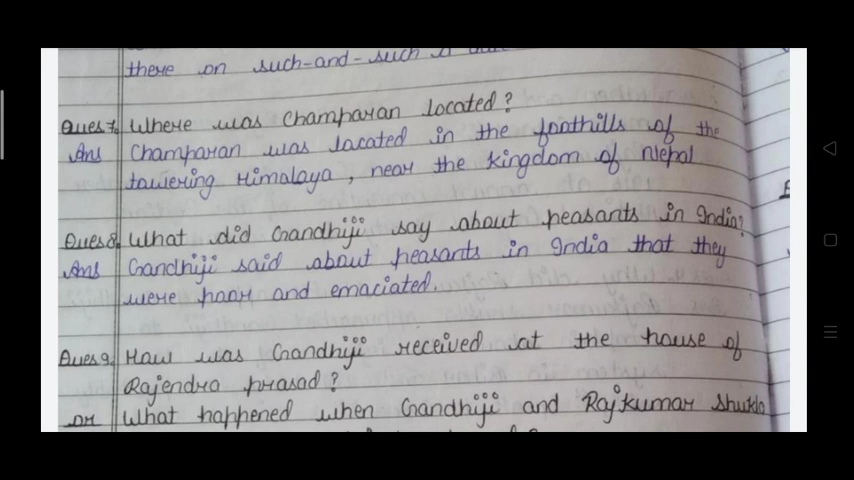 there on such-and-such a
Ques 7. Where was Champaran located?
Ans Champaran was lacated in the foothills of the
towering Himalaya, near the kingdom of Nepal
Ques 8. What did Gandhiji say about peasants in India?
Ans Gandhiji said about peasants in India that they
were poor and emaciated.
Ques 9. How was Gandhiji received at the house of
Rajendra prasad?
or What happened when Gandhiji and Rajkumar Shukla